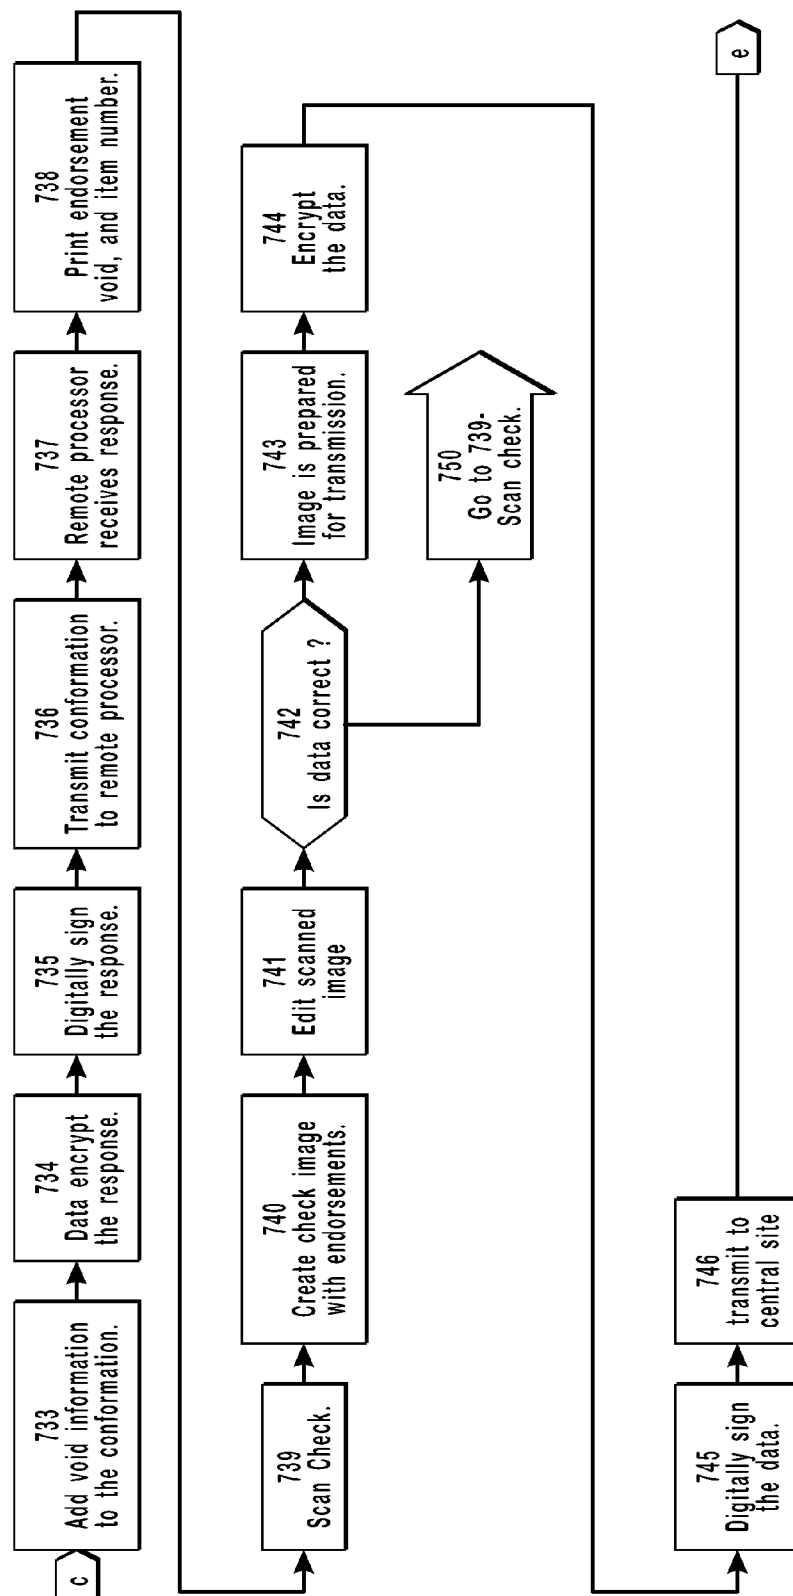 c
733
Add void information
to the conformation.
734
Data encrypt
the response.
735
Digitally sign
the response.
736
Transmit conformation
to remote processor.
737
Remote processor
receives response.
738
Print endorsement
void, and item number.
739
Scan Check.
740
Create check image
with endorsements.
741
Edit scanned
image
742
Is data correct ?
743
Image is prepared
for transmission.
744
Encrypt
the data.
750
Go to 739-
Scan check.
745
Digitally sign
the data.
746
transmit to
central site
e